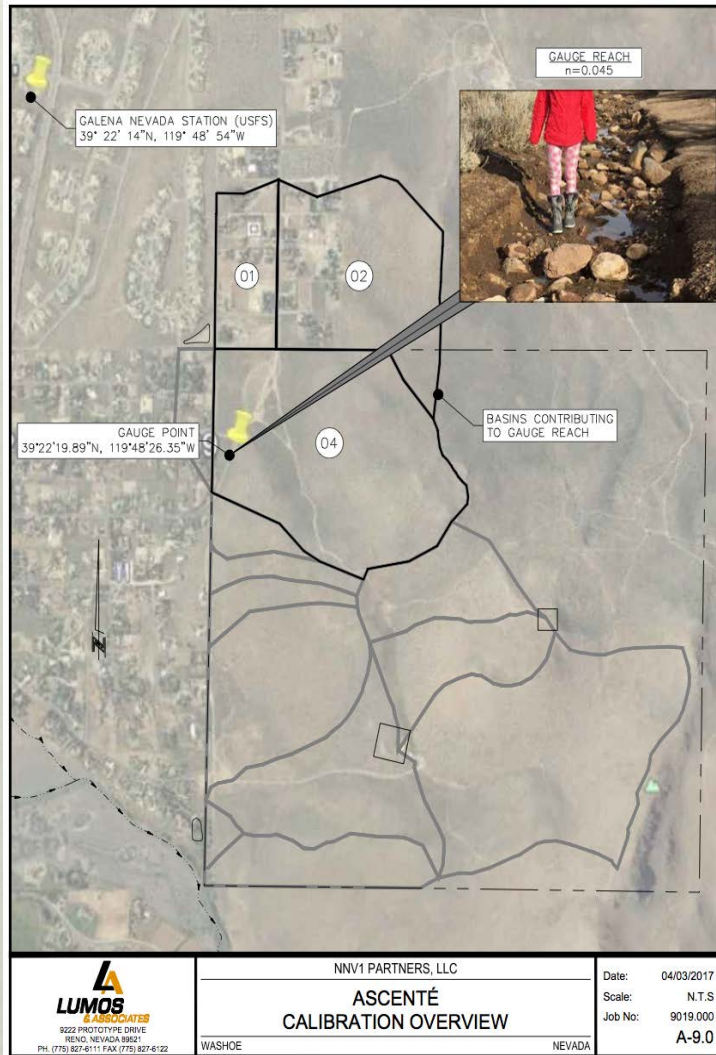 GAUGE REACH
n=0.045
GALENA NEVADA STATION (USFS)
39° 22' 14"N, 119° 48' 54"W
01
02
GAUGE POINT
39°22'19.89"N, 119°48'26.35"W
04
BASINS CONTRIBUTING
TO GAUGE REACH
N
LA
LUMOS
& ASSOCIATES
9222 PROTOTYPE DRIVE
RENO, NEVADA 89521
PH. (775) 827-6111 FAX (775) 827-6122
NNV1 PARTNERS, LLC
ASCENTÉ
CALIBRATION OVERVIEW
WASHOE NEVADA
Date: 04/03/2017
Scale: N.T.S
Job No: 9019.000
A-9.0